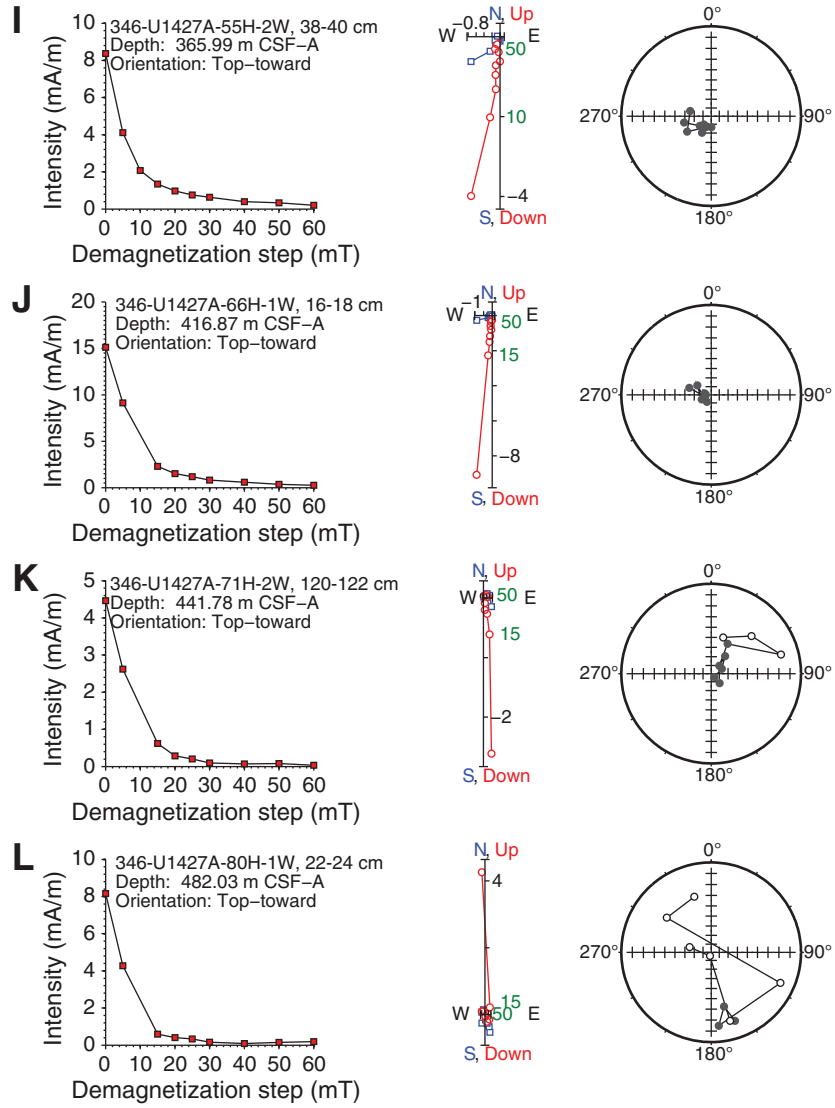 I
346-U1427A-55H-2W, 38-40 cm
Depth: 365.99 m CSF-A
Orientation: Top-toward
Intensity (mA/m)
10
8
6
4
2
0
0 10 20 30 40 50 60
Demagnetization step (mT)
N, Up
−0.8
W E
50
10
−4
S, Down
0°
270° 90°
180°
J
346-U1427A-66H-1W, 16-18 cm
Depth: 416.87 m CSF-A
Orientation: Top-toward
Intensity (mA/m)
20
15
10
5
0
0 10 20 30 40 50 60
Demagnetization step (mT)
N, Up
−1
W E
50
15
−8
S, Down
0°
270° 90°
180°
K
346-U1427A-71H-2W, 120-122 cm
Depth: 441.78 m CSF-A
Orientation: Top-toward
Intensity (mA/m)
5
4
3
2
1
0
0 10 20 30 40 50 60
Demagnetization step (mT)
N, Up
W E
50
15
−2
S, Down
0°
270° 90°
180°
L
346-U1427A-80H-1W, 22-24 cm
Depth: 482.03 m CSF-A
Orientation: Top-toward
Intensity (mA/m)
10
8
6
4
2
0
0 10 20 30 40 50 60
Demagnetization step (mT)
N, Up
4
15
W 50 E
S, Down
0°
270° 90°
180°